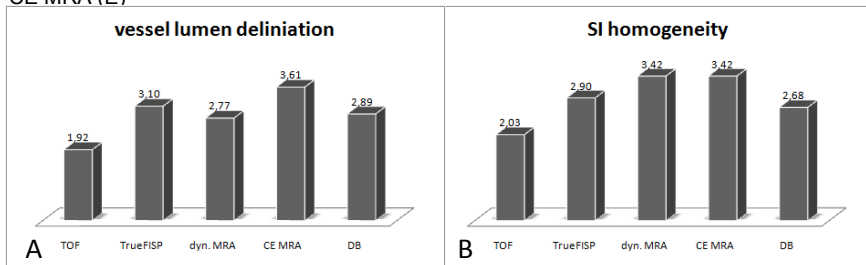 CE MRA (E)
vessel lumen deliniation
3,61
3,10
2,89
2,77
1,92
A
TOF
TrueFISP
dyn. MRA
CE MRA
DB
SI homogeneity
3,42
3,42
2,90
2,68
2,03
B
TOF
TrueFISP
dyn. MRA
CE MRA
DB